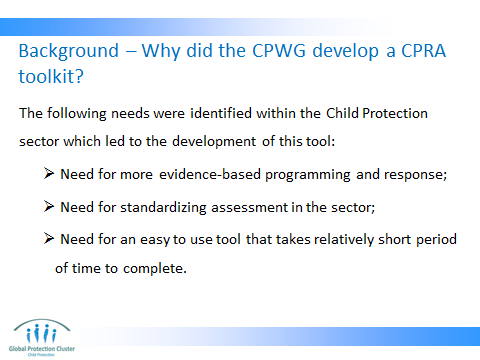 Background – Why did the CPWG develop a CPRA
toolkit?
The following needs were identified within the Child Protection
sector which led to the development of this tool:
➢ Need for more evidence-based programming and response;
➢ Need for standardizing assessment in the sector;
➢ Need for an easy to use tool that takes relatively short period
of time to complete.
Global Protection Cluster
Child Protection